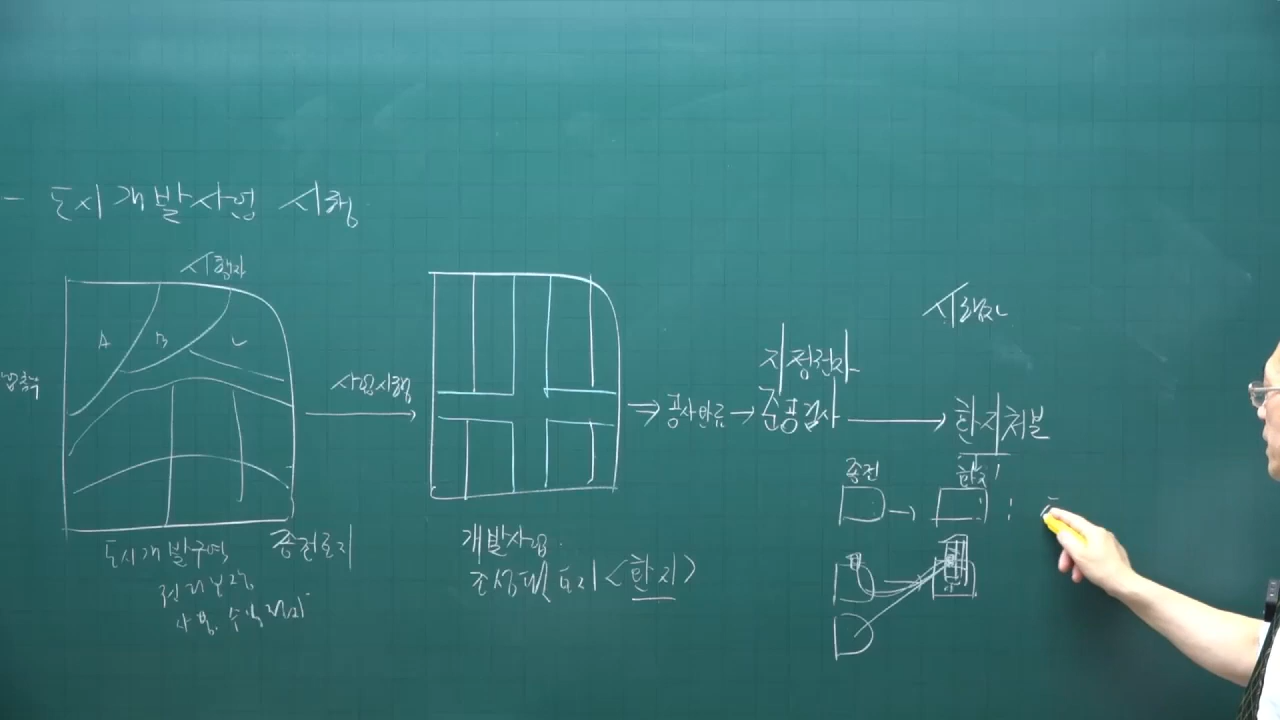 - 도시개발사업 시행
시행자
A B C
도시개발구역
종전토지
사업시행
개발사업
조성된 토지 <환지>
공사완료
지정권자
준공검사
시행자
환지처분
종전
환지